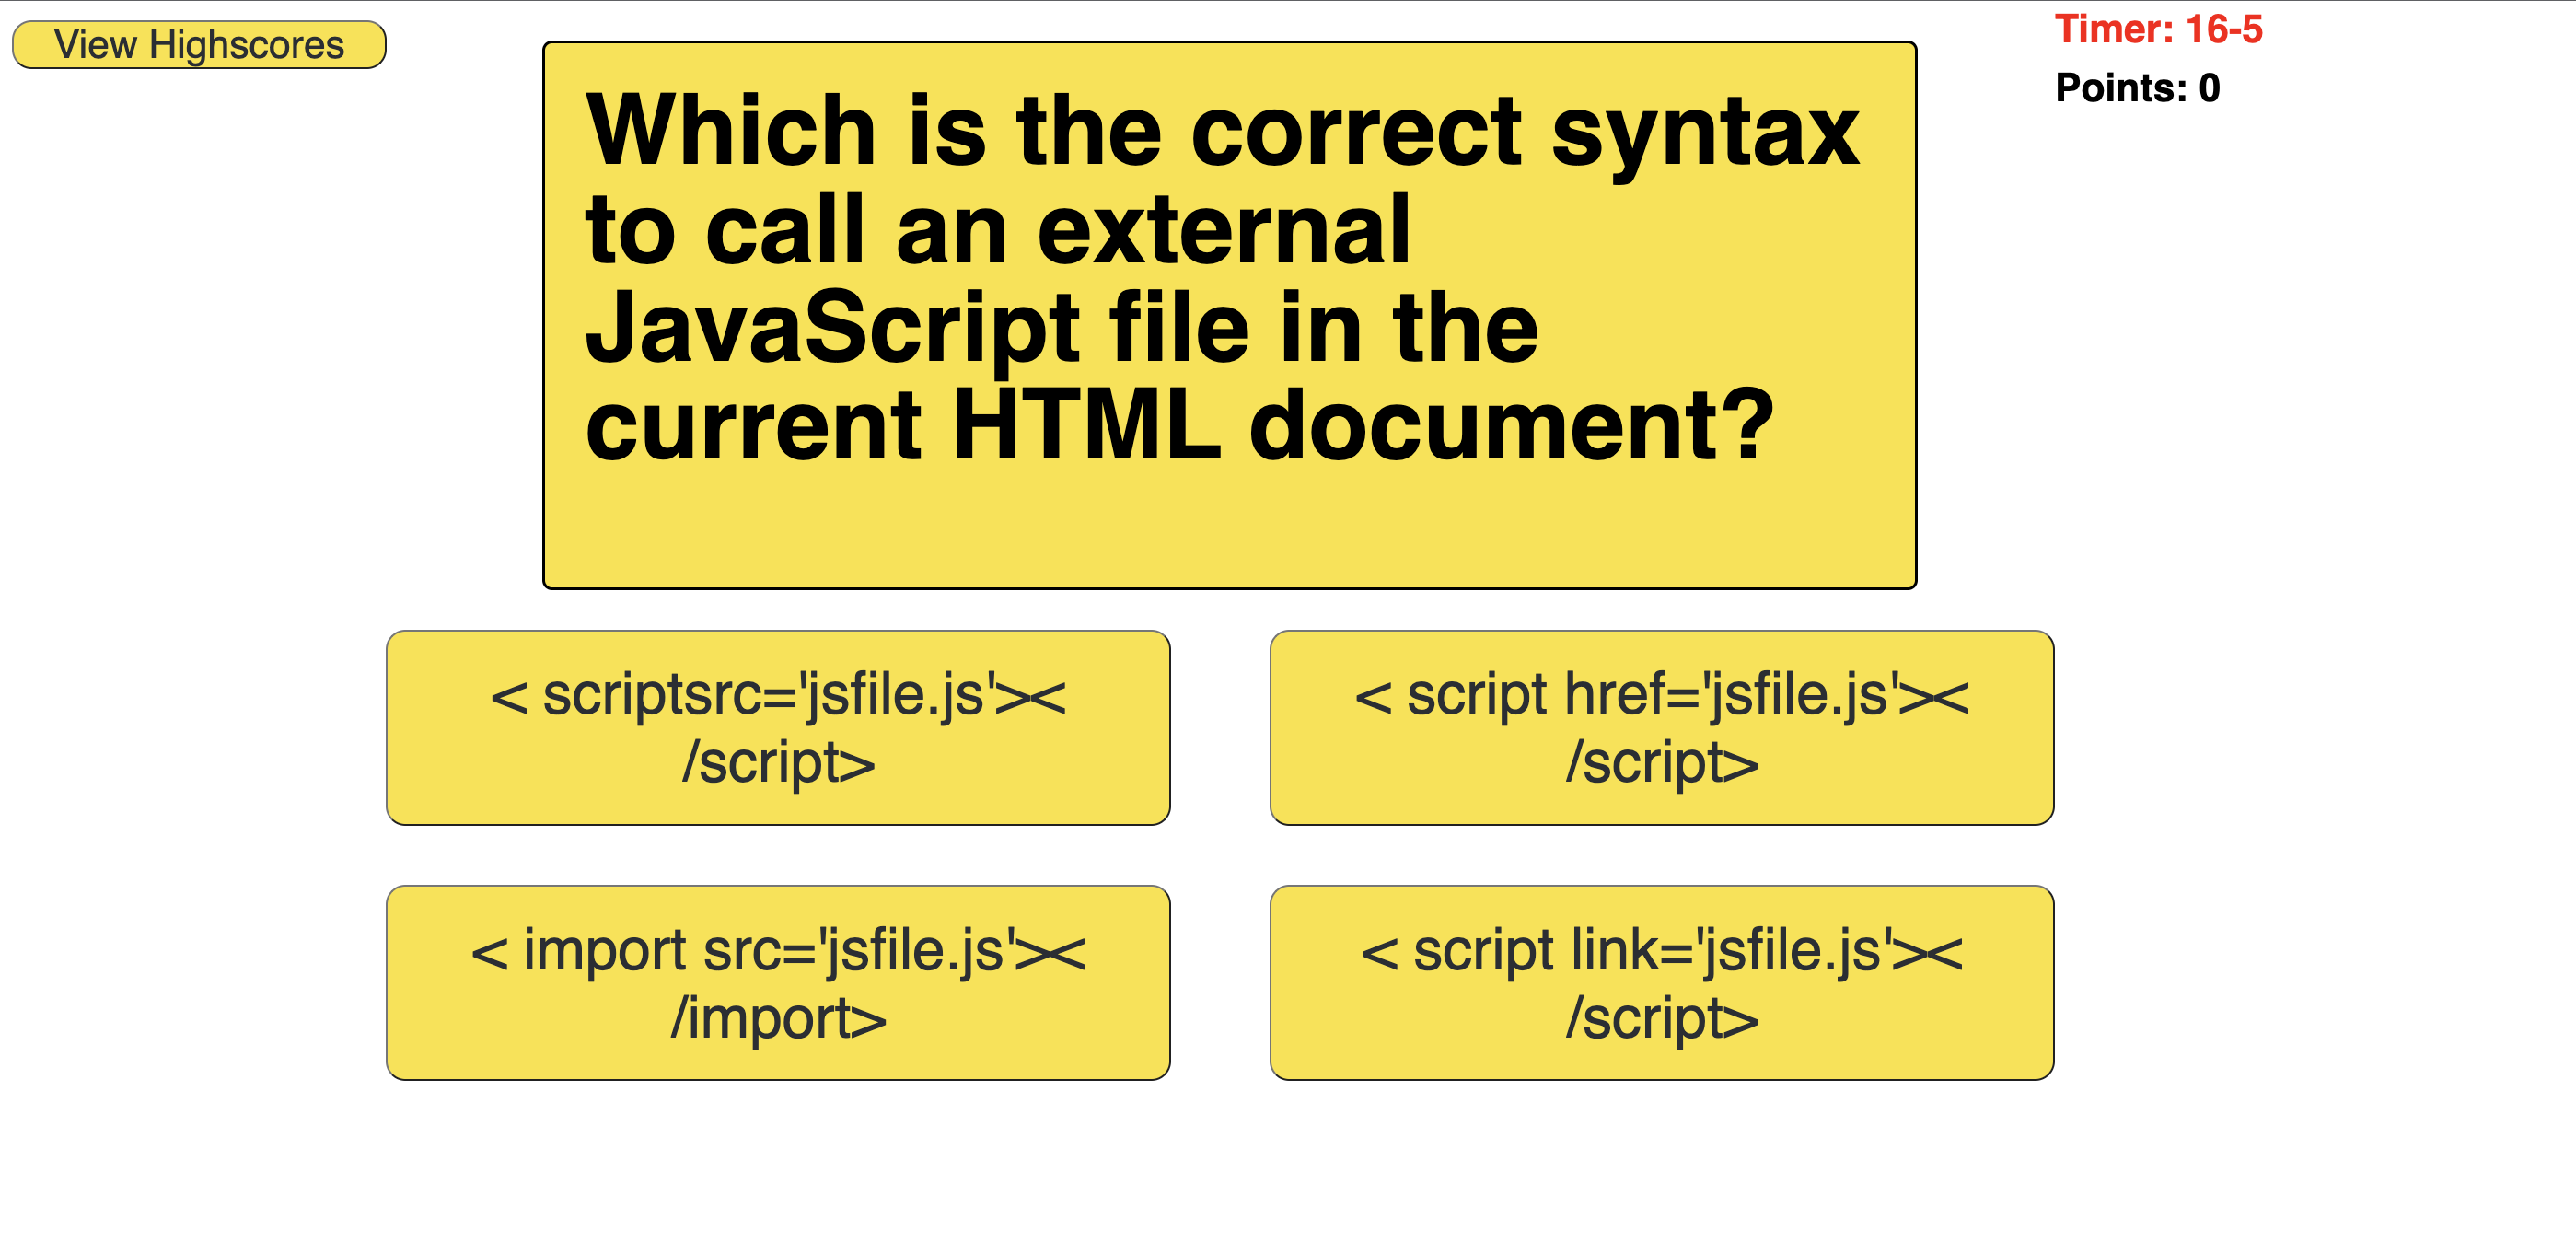 View Highscores
Timer: 16-5
Points: 0
Which is the correct syntax
to call an external
JavaScript file in the
current HTML document?
< scriptsrc='jsfile.js'><
/script>
< script href='jsfile.js'><
/script>
< import src='jsfile.js'><
/import>
< script link='jsfile.js'><
/script>